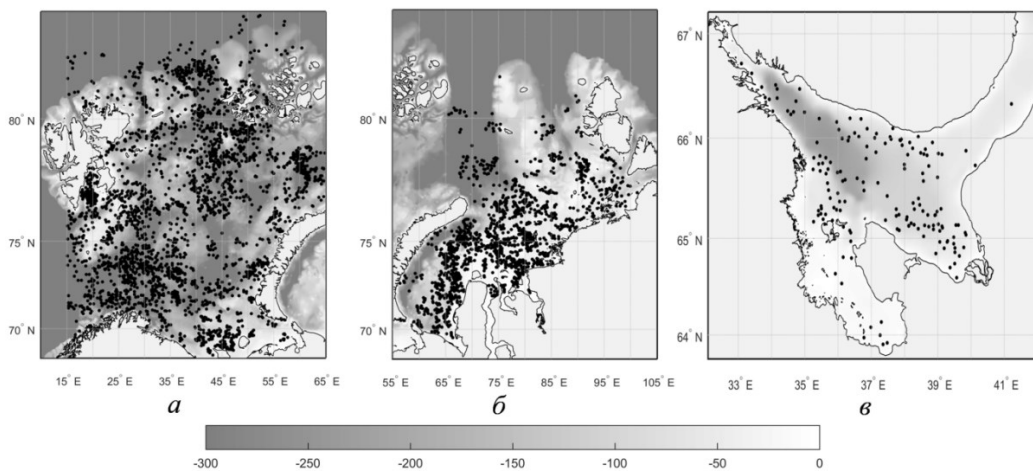 80° N
75° N
70° N
15° E 25° E 35° E 45° E 55° E 65° E
а
80° N
75° N
70° N
55° E 65° E 75° E 85° E 95° E 105° E
б
67° N
66° N
65° N
64° N
33° E 35° E 37° E 39° E 41° E
в
-300 -250 -200 -150 -100 -50 0